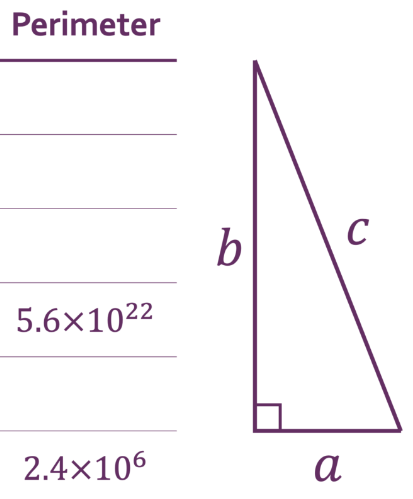 Perimeter
5.6×10²²
2.4×10⁶
b
c
a